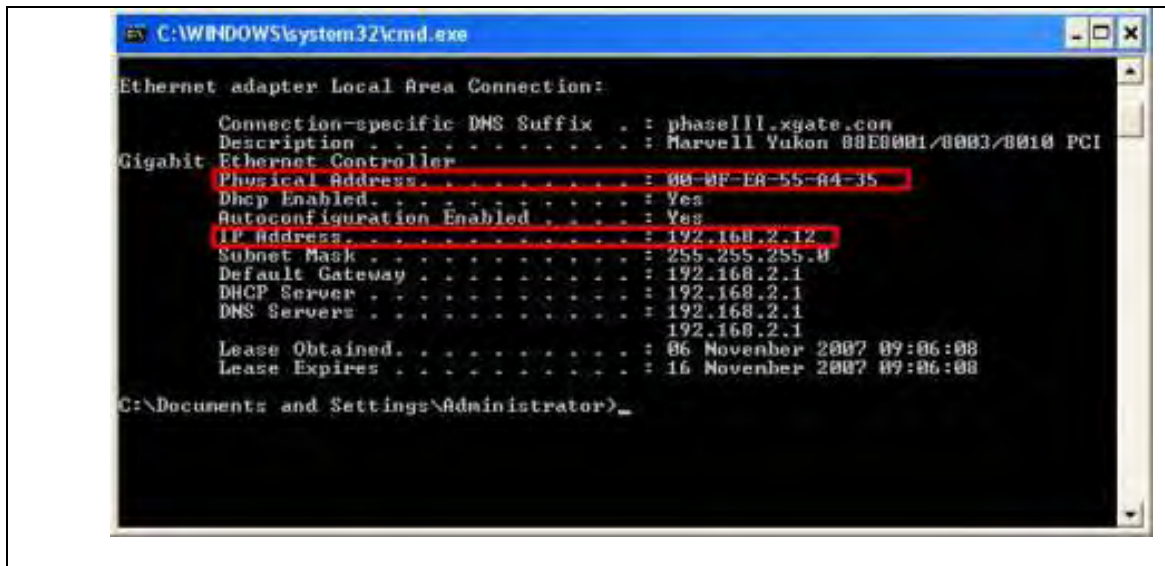 C:\WINDOWS\system32\cmd.exe
Ethernet adapter Local Area Connection:
Connection-specific DNS Suffix . : phaseIII.xgate.com
Description . . . . . . . . . . . : Marvell Yukon 88E8001/8003/8010 PCI
Gigabit Ethernet Controller
Physical Address. . . . . . . . . : 00-0F-EA-55-A4-35
Dhcp Enabled. . . . . . . . . . . : Yes
Autoconfiguration Enabled . . . . : Yes
IP Address. . . . . . . . . . . . : 192.168.2.12
Subnet Mask . . . . . . . . . . . : 255.255.255.0
Default Gateway . . . . . . . . . : 192.168.2.1
DHCP Server . . . . . . . . . . . : 192.168.2.1
DNS Servers . . . . . . . . . . . : 192.168.2.1
192.168.2.1
Lease Obtained. . . . . . . . . . : 06 November 2007 09:06:08
Lease Expires . . . . . . . . . . : 16 November 2007 09:06:08
C:\Documents and Settings\Administrator>_